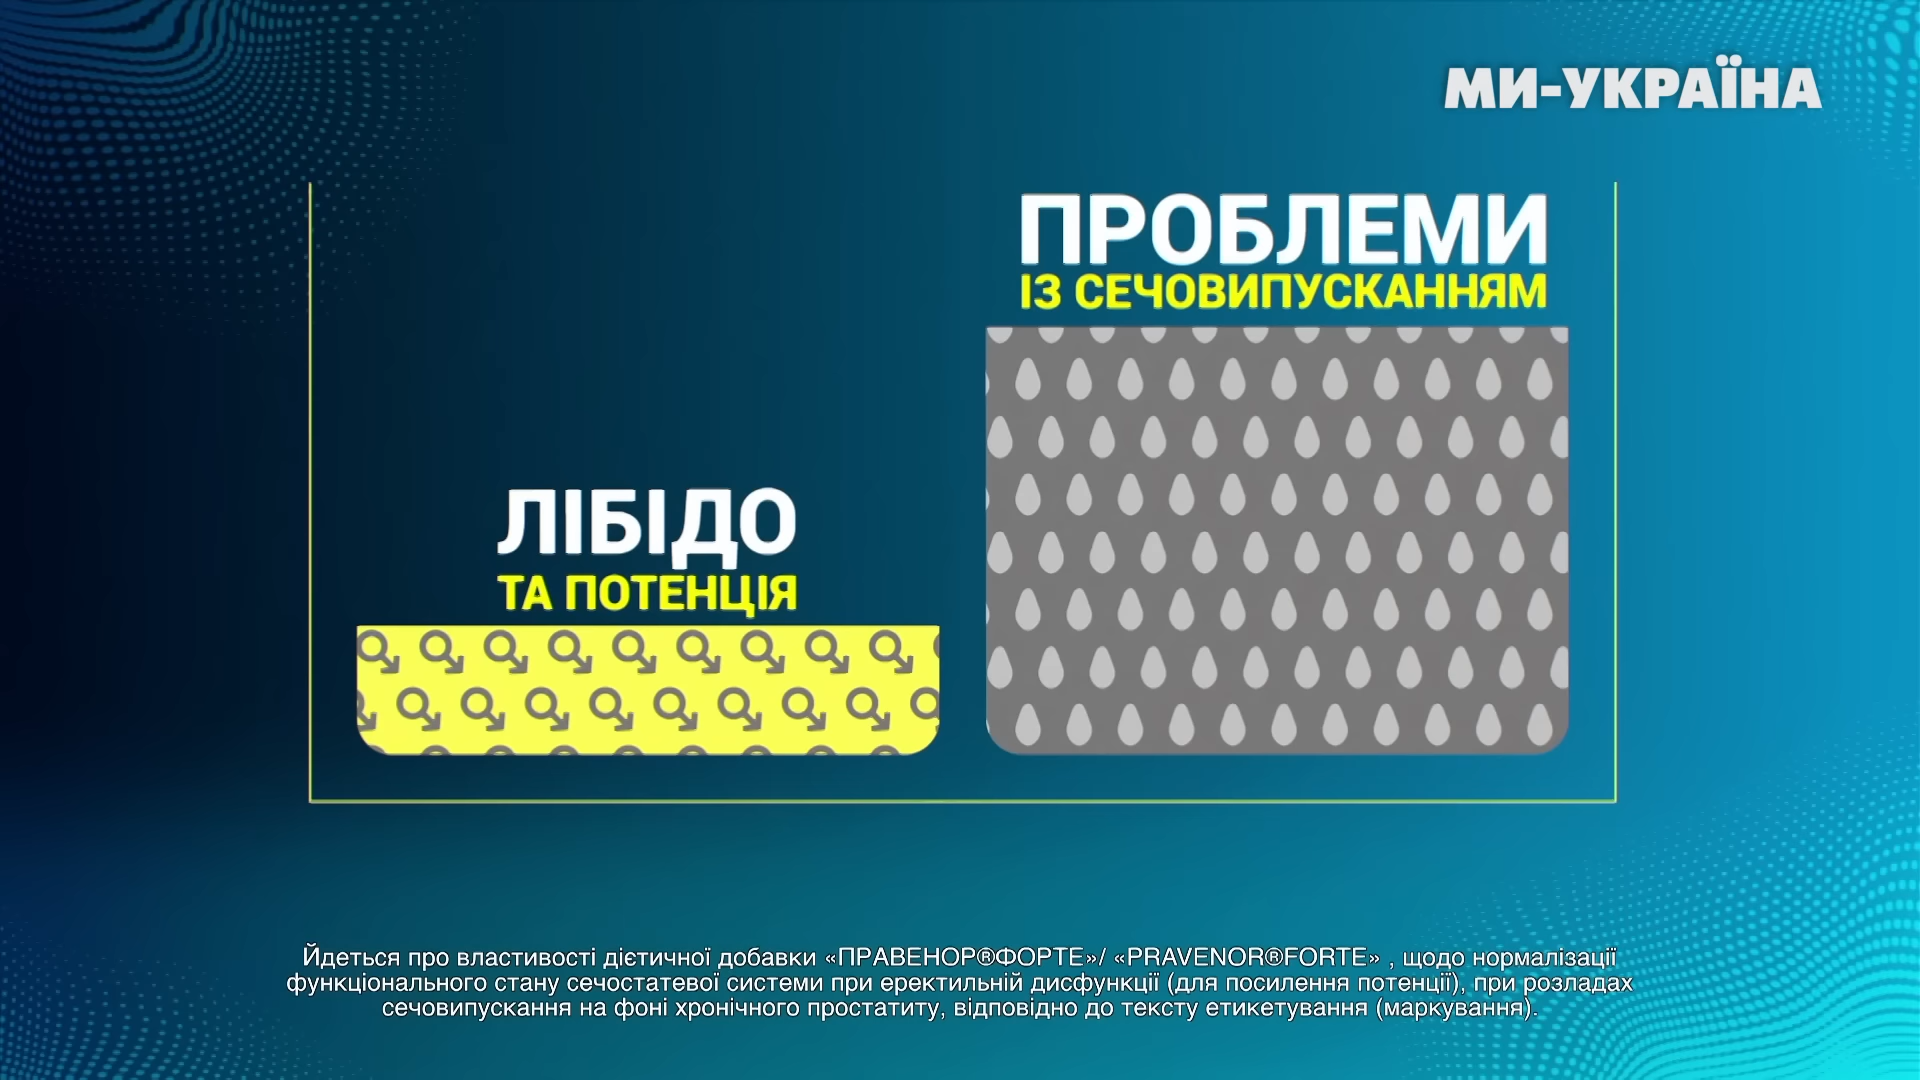 МИ-УКРАЇНА
ПРОБЛЕМИ
ІЗ СЕЧОВИПУСКАННЯМ
ЛІБІДО
ТА ПОТЕНЦІЯ
Йдеться про властивості дієтичної добавки «ПРАВЕНОР®ФОРТЕ»/ «PRAVENOR®FORTE» , щодо нормалізації
функціонального стану сечостатевої системи при еректильній дисфункції (для посилення потенції), при розладах
сечовипускання на фоні хронічного простатиту, відповідно до тексту етикетування (маркування).